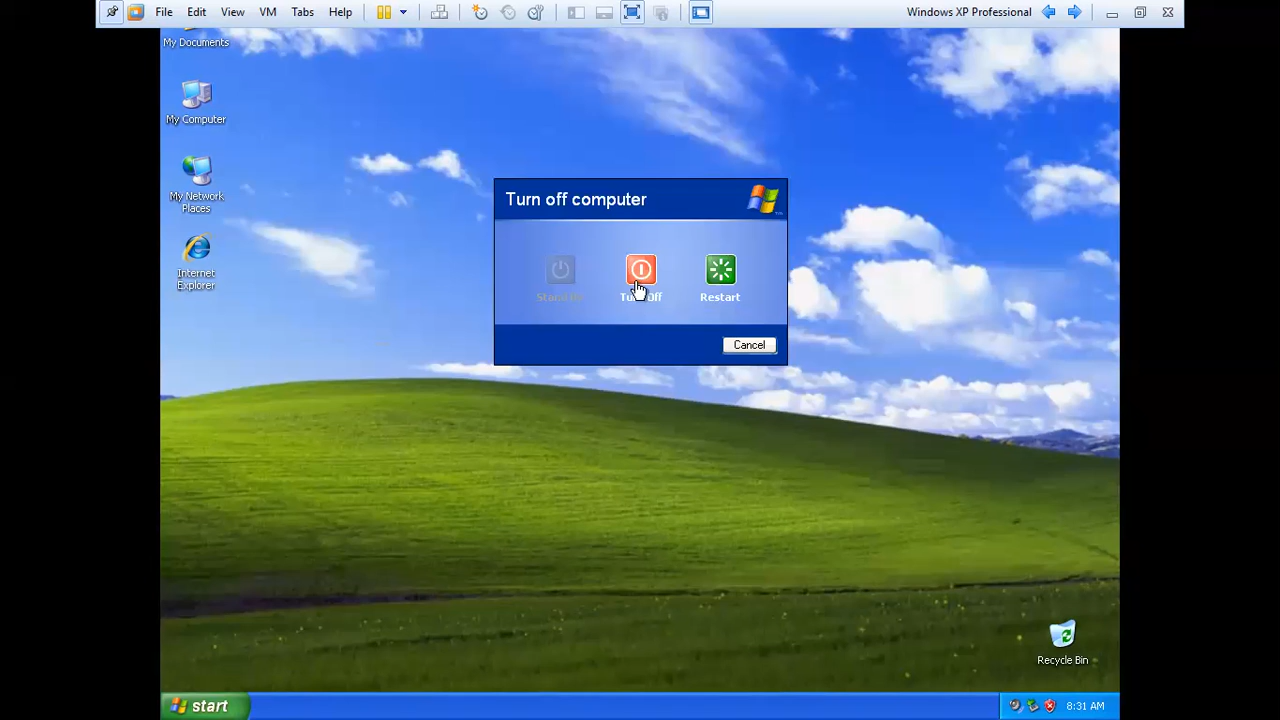 File Edit View VM Tabs Help Windows XP Professional
My Documents
My Computer
My Network
Places
Internet
Explorer
Turn off computer
Restart
Cancel
Recycle Bin
start 8:31 AM